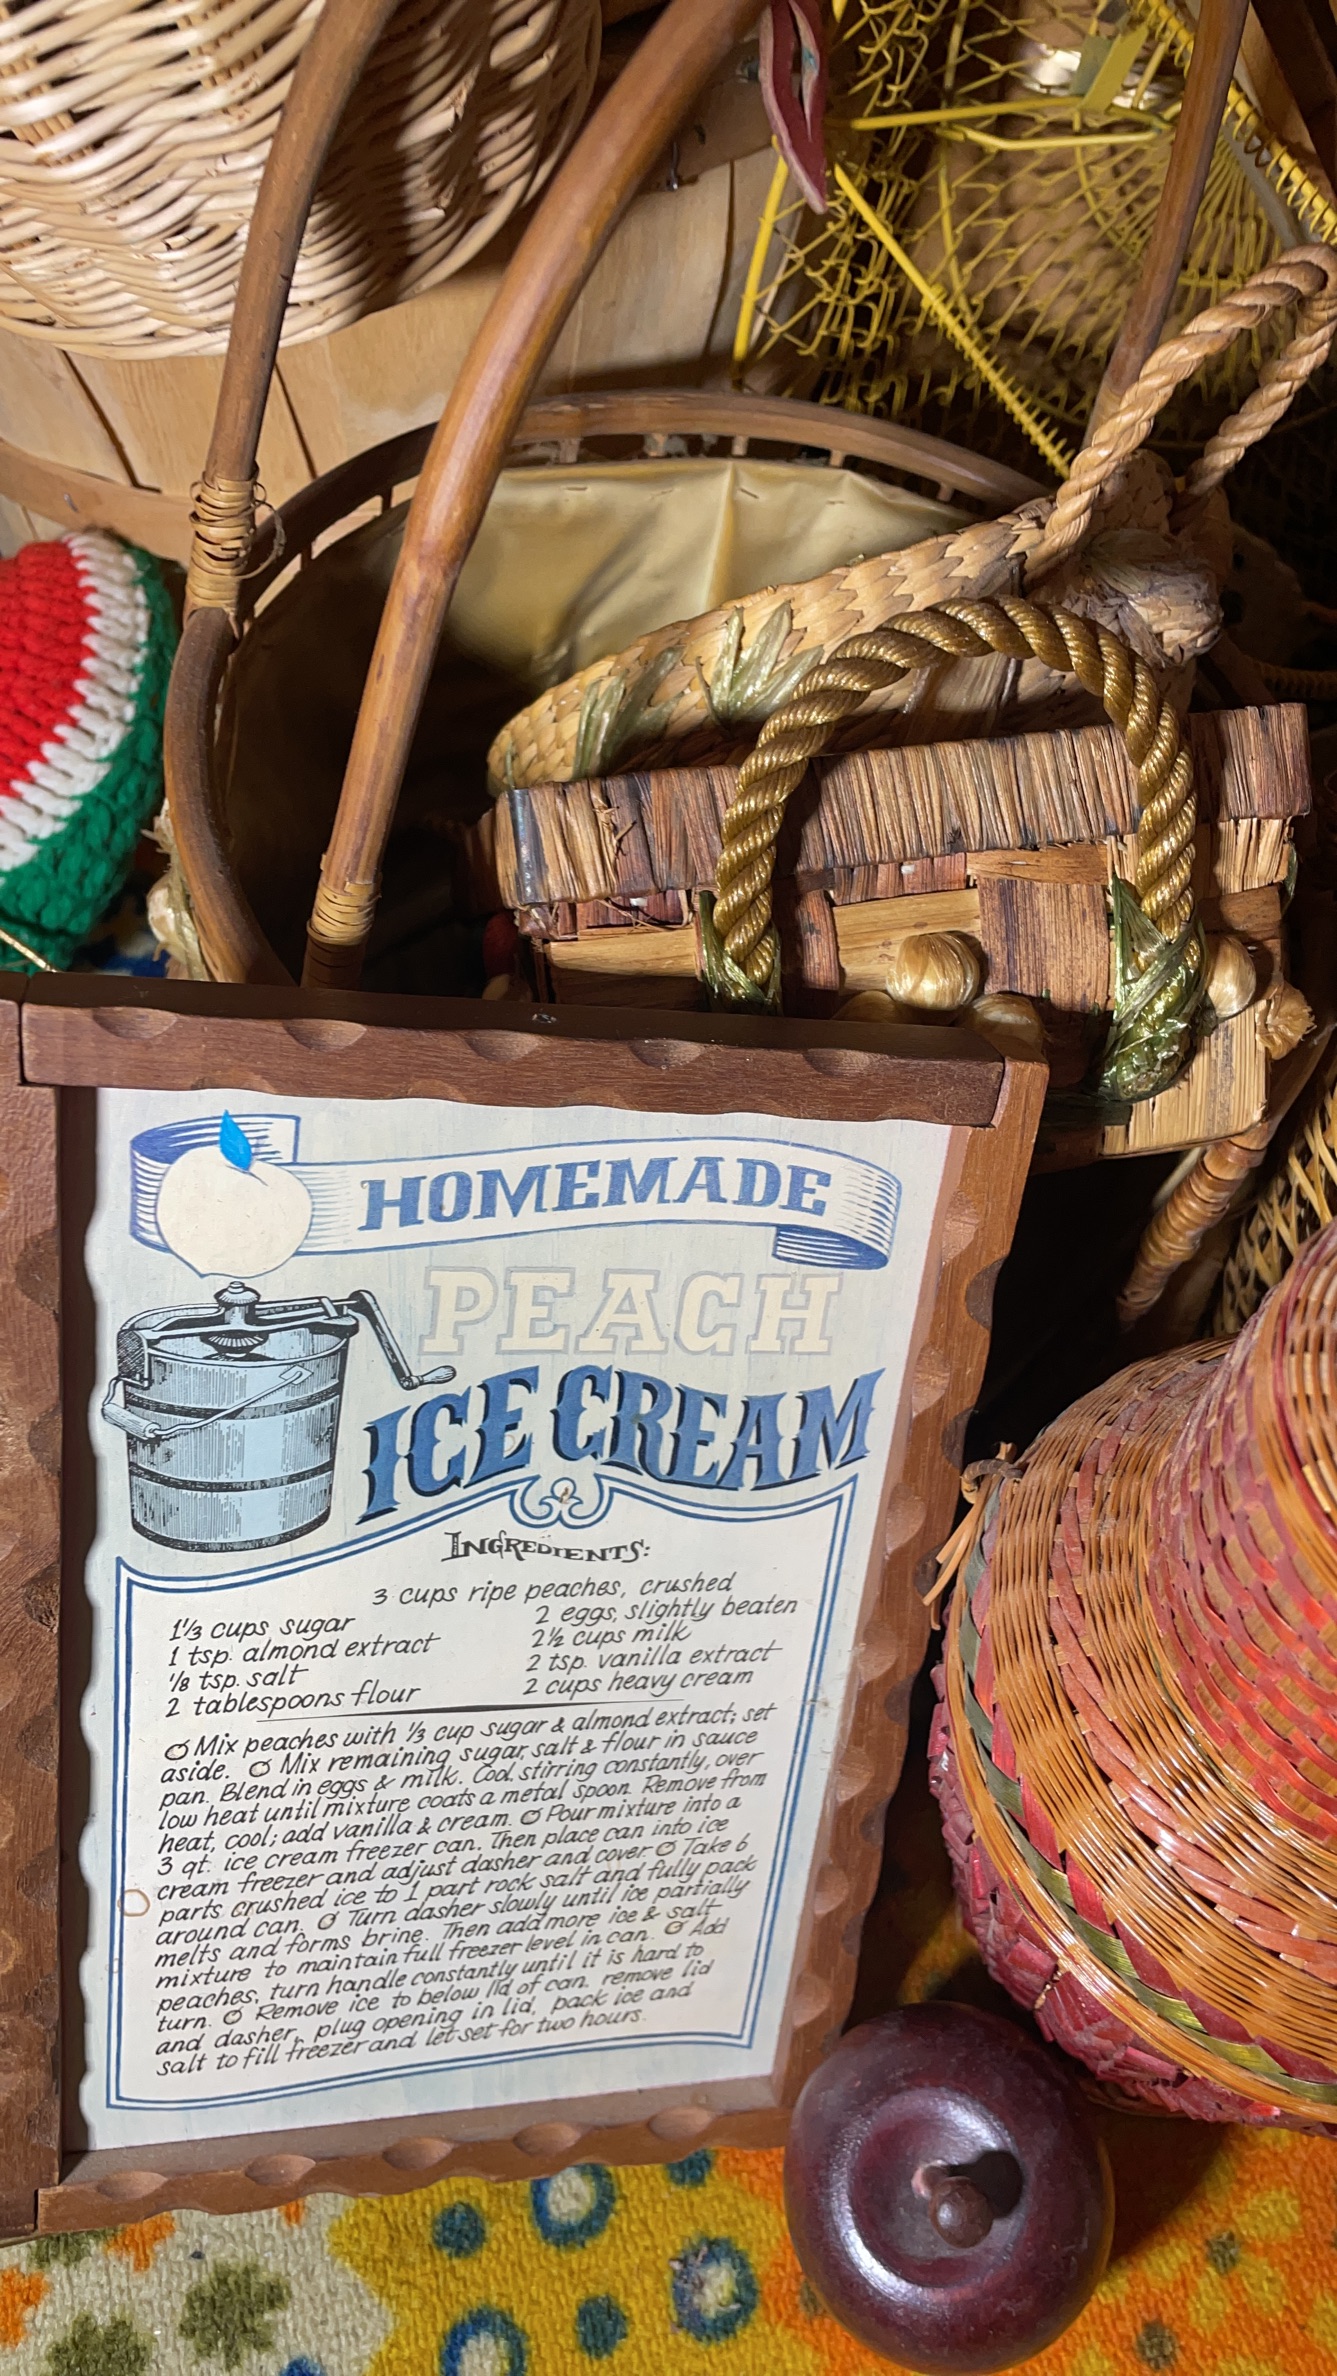 HOMEMADE
PEACH
ICE CREAM
INGREDIENTS:
3 cups ripe peaches, crushed
1⅓ cups sugar
1 tsp. almond extract
⅛ tsp. salt
2 tablespoons flour
2 eggs, slightly beaten
2½ cups milk
2 tsp. vanilla extract
2 cups heavy cream
Mix peaches with ⅓ cup sugar & almond extract; set
aside. Mix remaining sugar, salt & flour in sauce
pan. Blend in eggs & milk. Cool, stirring constantly, over
low heat until mixture coats a metal spoon. Remove from
heat, cool; add vanilla & cream. Pour mixture into a
3 qt. ice cream freezer can. Then place can into ice
cream freezer and adjust dasher and cover. Take 6
parts crushed ice to 1 part rock salt and fully pack
around can. Turn dasher slowly until ice partially
melts and forms brine. Then add more ice & salt
mixture to maintain full freezer level in can. Add
peaches, turn handle constantly until it is hard to
turn. Remove ice to below lid of can, remove lid
and dasher, plug opening in lid, pack ice and
salt to fill freezer and let set for two hours.